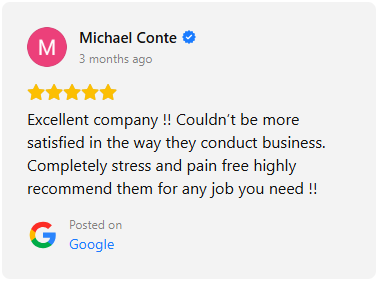 M
Michael Conte
3 months ago
Excellent company !! Couldn’t be more
satisfied in the way they conduct business.
Completely stress and pain free highly
recommend them for any job you need !!
Posted on
Google